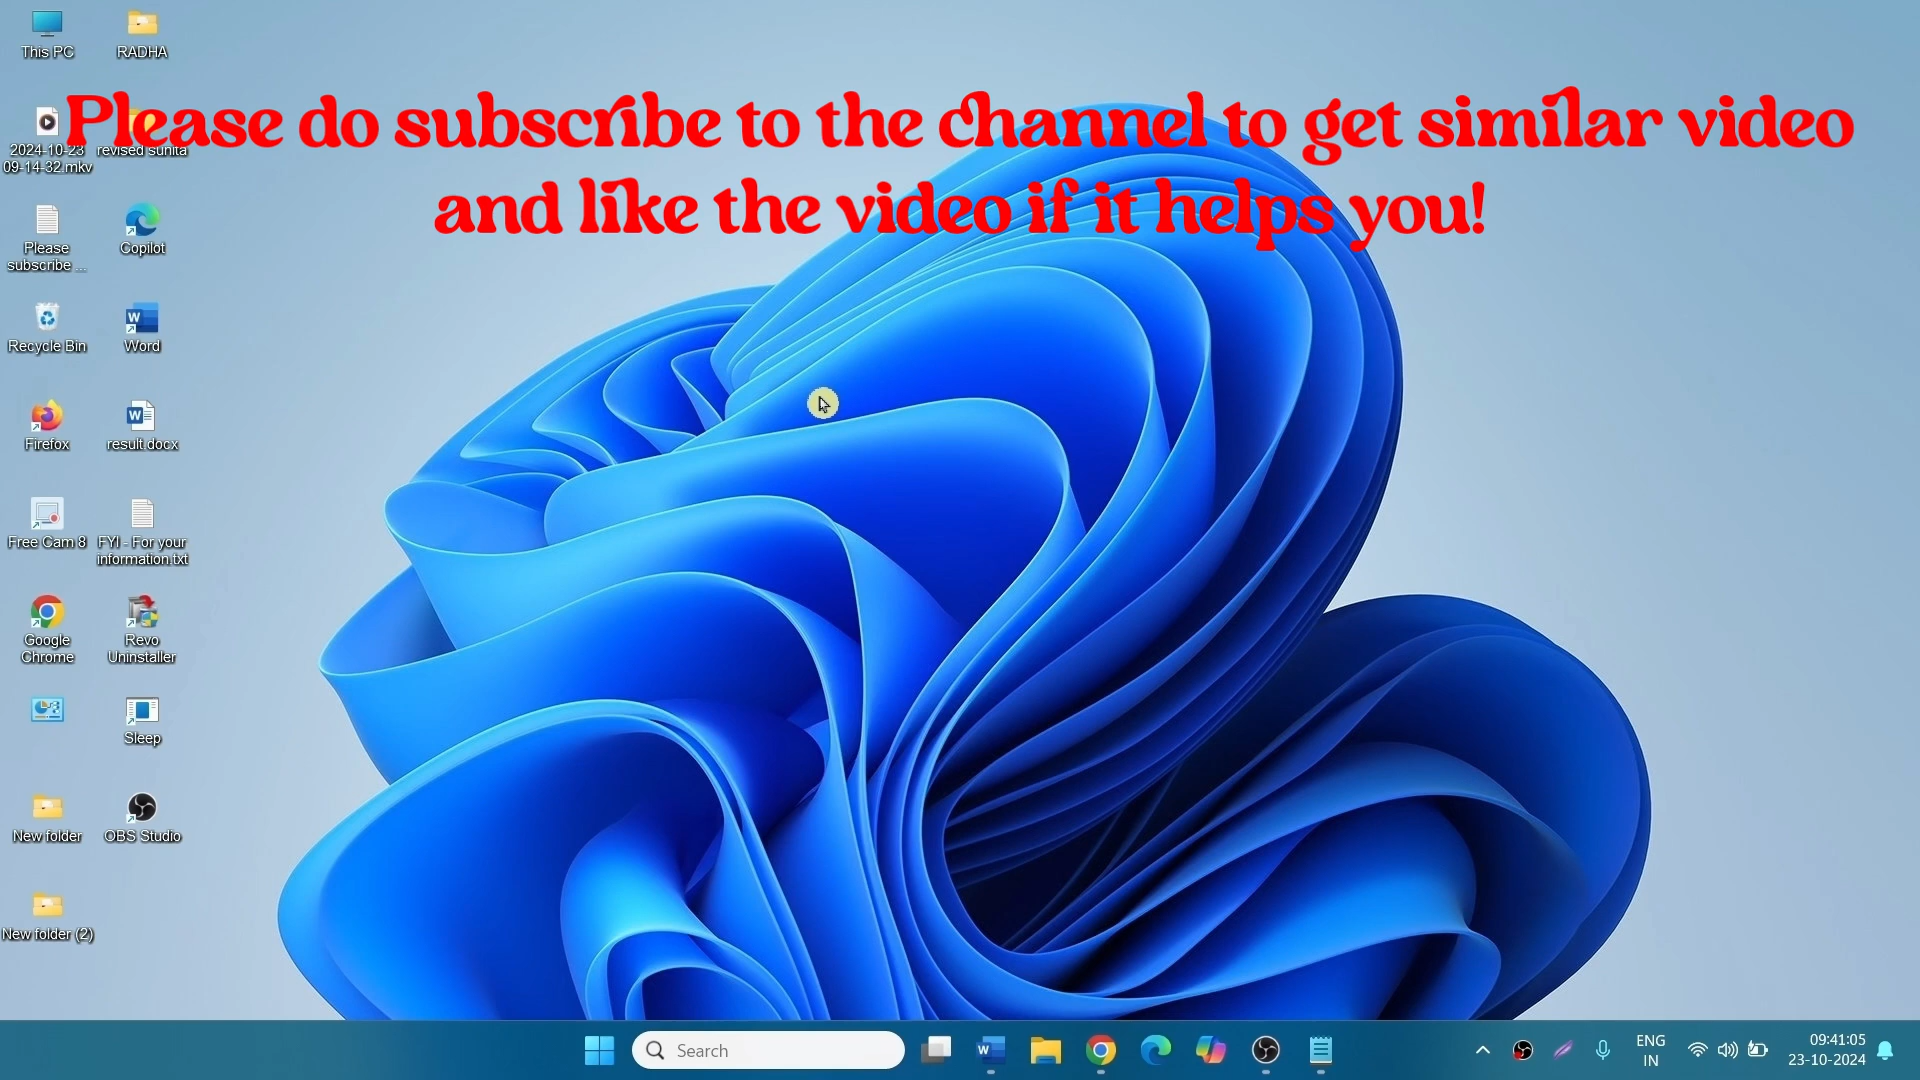 This PC
RADHA
Please do subscribe to the channel to get similar video
and like the video if it helps you!
2024-10-23
09-14-32.mkv
revised sunita
Please
subscribe ...
Copilot
Recycle Bin
Word
Firefox
result.docx
Free Cam 8
FYI - For your
information.txt
Google
Chrome
Revo
Uninstaller
Sleep
New folder
OBS Studio
New folder (2)
Search
ENG
IN
09:41:05
23-10-2024